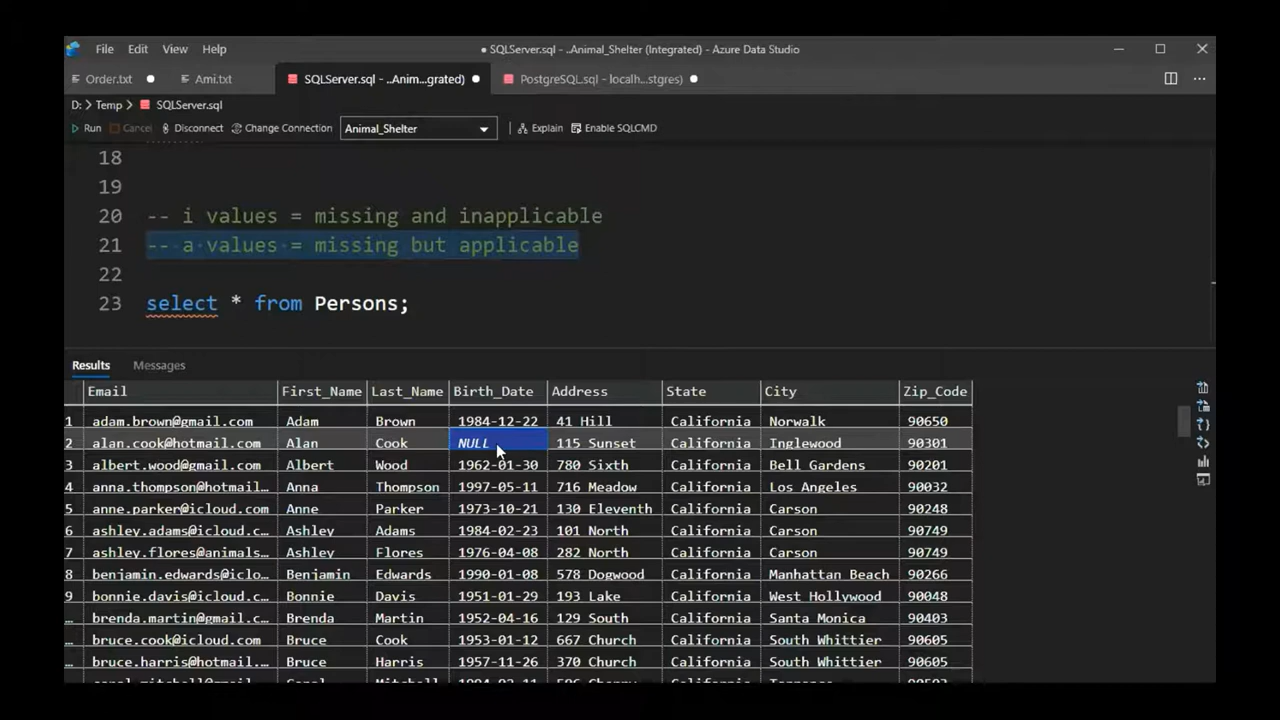 File Edit View Help ● SQLServer.sql - ..Animal_Shelter (Integrated) - Azure Data Studio
Order.txt Ami.txt SQLServer.sql - ..Anim...grated) PostgreSQL.sql - localh...stgres)
D: > Temp > SQLServer.sql
Run Cancel Disconnect Change Connection Animal_Shelter Explain Enable SQLCMD
18
19
20 -- i values = missing and inapplicable
21 -- a values = missing but applicable
22
23 select * from Persons;
Results Messages
Email First_Name Last_Name Birth_Date Address State City Zip_Code
1 adam.brown@gmail.com Adam Brown 1984-12-22 41 Hill California Norwalk 90650
2 alan.cook@hotmail.com Alan Cook NULL 115 Sunset California Inglewood 90301
3 albert.wood@gmail.com Albert Wood 1962-01-30 780 Sixth California Bell Gardens 90201
4 anna.thompson@hotmail... Anna Thompson 1997-05-11 716 Meadow California Los Angeles 90032
5 anne.parker@icloud.com Anne Parker 1973-10-21 130 Eleventh California Carson 90248
6 ashley.adams@icloud.com Ashley Adams 1984-02-23 101 North California Carson 90749
7 ashley.flores@animals... Ashley Flores 1976-04-08 282 North California Carson 90749
8 benjamin.edwards@iclo... Benjamin Edwards 1990-01-08 578 Dogwood California Manhattan Beach 90266
9 bonnie.davis@icloud.c... Bonnie Davis 1951-01-29 193 Lake California West Hollywood 90048
... brenda.martin@gmail.c... Brenda Martin 1952-04-16 129 South California Santa Monica 90403
... bruce.cook@icloud.com Bruce Cook 1953-01-12 667 Church California South Whittier 90605
... bruce.harris@hotmail.... Bruce Harris 1957-11-26 370 Church California South Whittier 90605